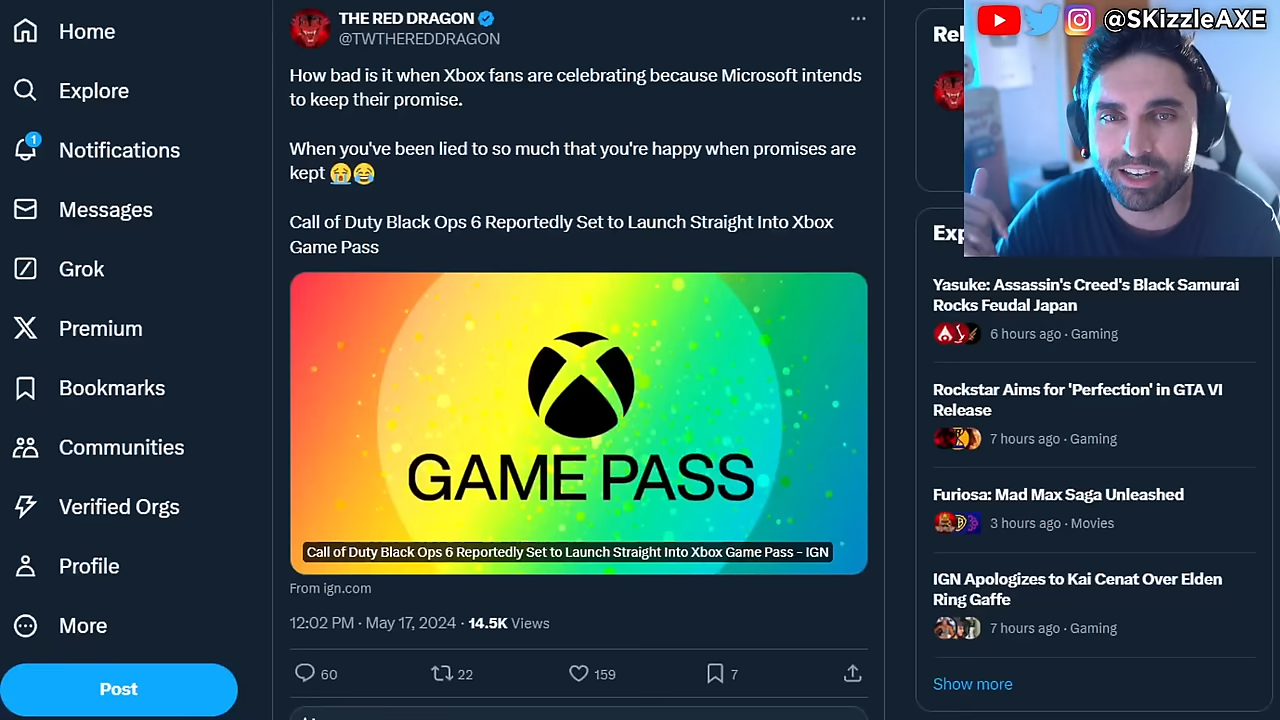 Home
Explore
1
Notifications
Messages
Grok
Premium
Bookmarks
Communities
Verified Orgs
Profile
More
Post
THE RED DRAGON
@TWTHEREDDRAGON
How bad is it when Xbox fans are celebrating because Microsoft intends
to keep their promise.
When you've been lied to so much that you're happy when promises are
kept 😭😂
Call of Duty Black Ops 6 Reportedly Set to Launch Straight Into Xbox
Game Pass
GAME PASS
Call of Duty Black Ops 6 Reportedly Set to Launch Straight Into Xbox Game Pass - IGN
From ign.com
12:02 PM · May 17, 2024 · 14.5K Views
60
22
159
7
@SKizzleAXE
Yasuke: Assassin's Creed's Black Samurai
Rocks Feudal Japan
6 hours ago · Gaming
Rockstar Aims for 'Perfection' in GTA VI
Release
7 hours ago · Gaming
Furiosa: Mad Max Saga Unleashed
3 hours ago · Movies
IGN Apologizes to Kai Cenat Over Elden
Ring Gaffe
7 hours ago · Gaming
Show more